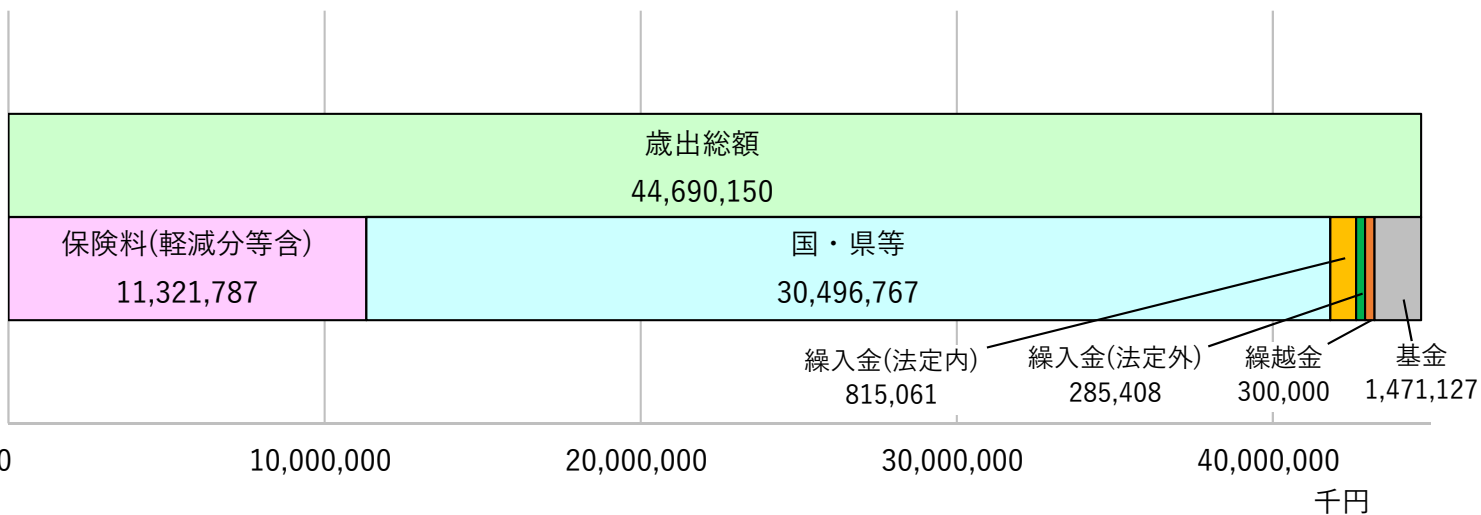 歳出総額
44,690,150
保険料(軽減分等含)
11,321,787
国・県等
30,496,767
繰入金(法定内)
815,061
繰入金(法定外)
285,408
繰越金
300,000
基金
1,471,127
0
10,000,000
20,000,000
30,000,000
40,000,000
千円